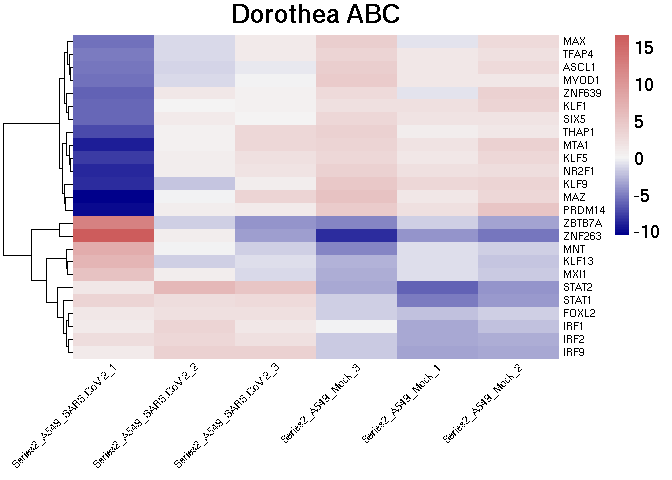 Dorothea ABC
MAX
TFAP4
ASCL1
MYOD1
ZNF639
KLF1
SIX5
THAP1
MTA1
KLF5
NR2F1
KLF9
MAZ
PRDM14
ZBTB7A
ZNF263
MNT
KLF13
MXI1
STAT2
STAT1
FOXL2
IRF1
IRF2
IRF9
15
10
5
0
-5
-10
Series2_A549_SARS.CoV.2_1
Series2_A549_SARS.CoV.2_2
Series2_A549_SARS.CoV.2_3
Series2_A549_Mock_3
Series2_A549_Mock_1
Series2_A549_Mock_2